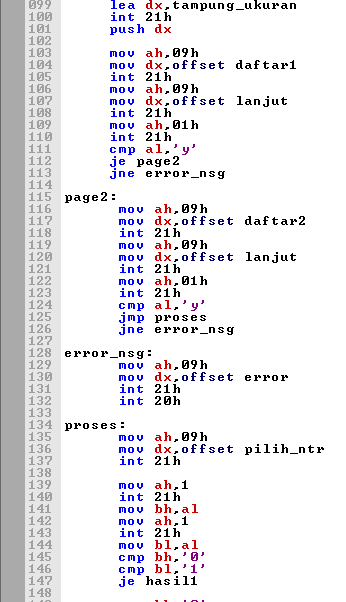 099 lea dx,tampung_ukuran
100 int 21h
101 push dx
102
103 mov ah,09h
104 mov dx,offset daftar1
105 int 21h
106 mov ah,09h
107 mov dx,offset lanjut
108 int 21h
109 mov ah,01h
110 int 21h
111 cmp al,'y'
112 je page2
113 jne error_nsg
114
115 page2:
116 mov ah,09h
117 mov dx,offset daftar2
118 int 21h
119 mov ah,09h
120 mov dx,offset lanjut
121 int 21h
122 mov ah,01h
123 int 21h
124 cmp al,'y'
125 jmp proses
126 jne error_nsg
127
128 error_nsg:
129 mov ah,09h
130 mov dx,offset error
131 int 21h
132 int 20h
133
134 proses:
135 mov ah,09h
136 mov dx,offset pilih_ntr
137 int 21h
138
139 mov ah,1
140 int 21h
141 mov bh,al
142 mov ah,1
143 int 21h
144 mov bl,al
145 cmp bh,'0'
146 cmp bl,'1'
147 je hasil1
148